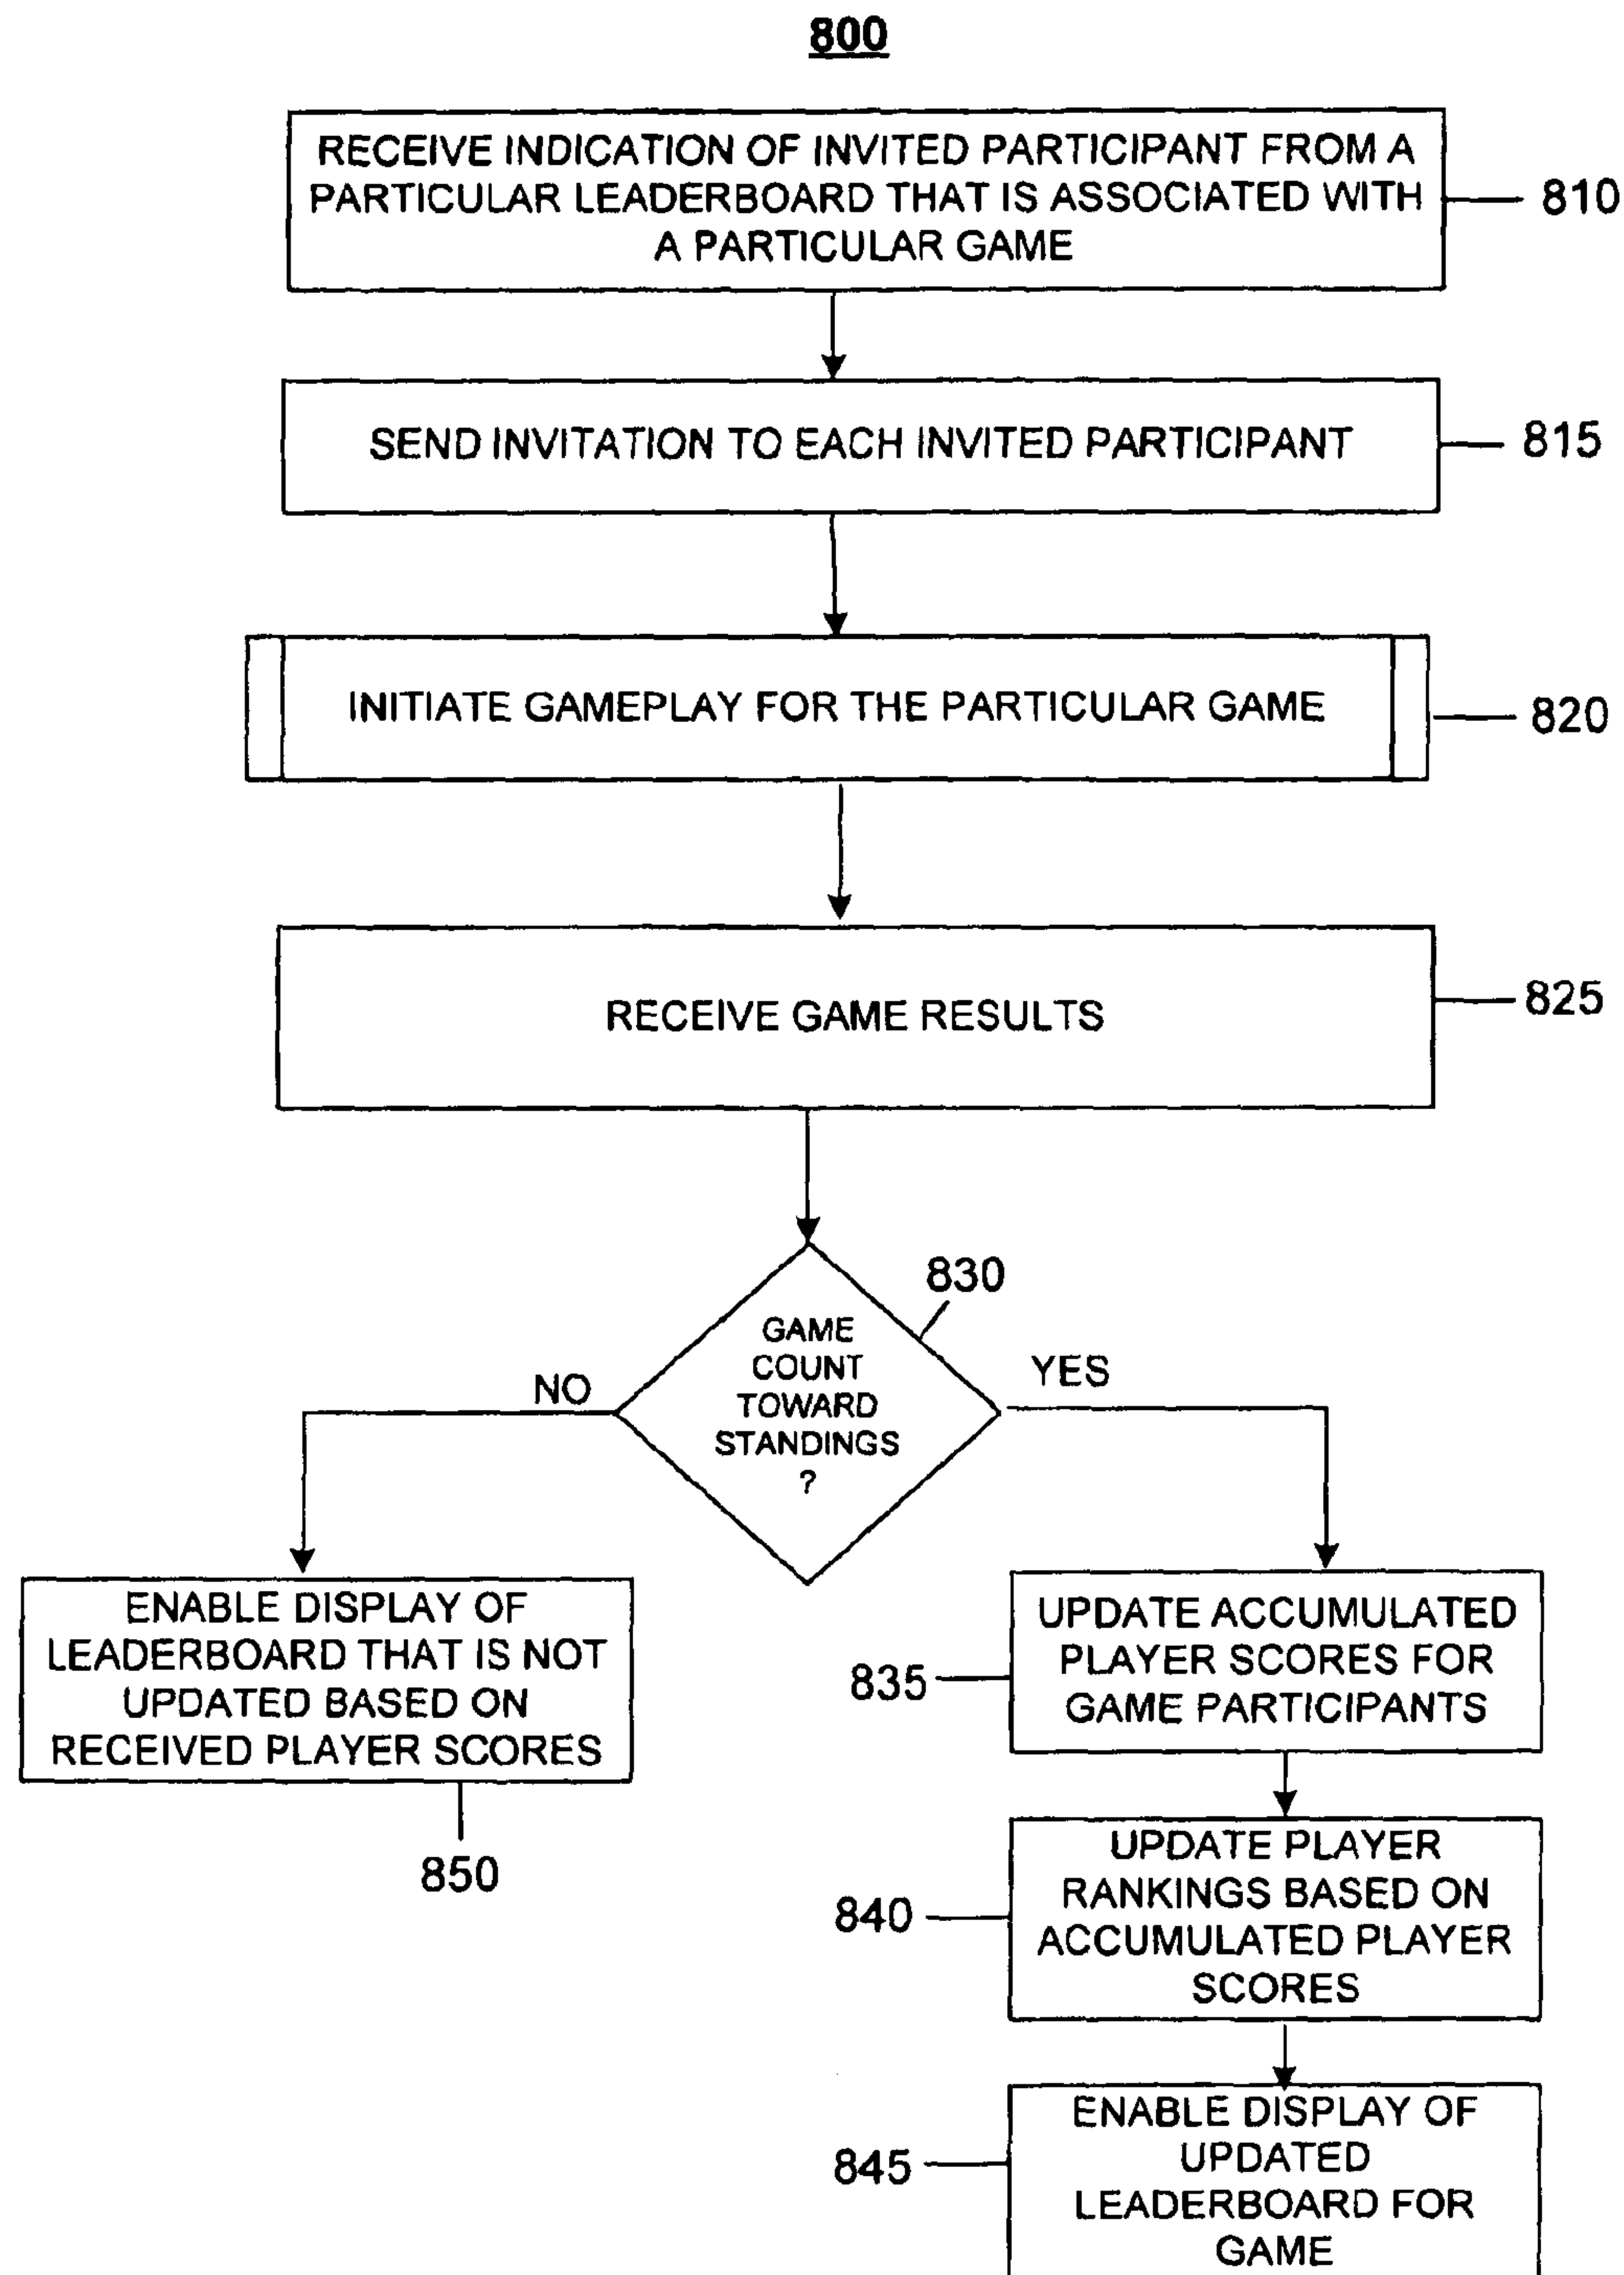 800
RECEIVE INDICATION OF INVITED PARTICIPANT FROM A
PARTICULAR LEADERBOARD THAT IS ASSOCIATED WITH
A PARTICULAR GAME
810
SEND INVITATION TO EACH INVITED PARTICIPANT
815
INITIATE GAMEPLAY FOR THE PARTICULAR GAME
820
RECEIVE GAME RESULTS
825
830
GAME
COUNT
TOWARD
STANDINGS
?
NO
YES
ENABLE DISPLAY OF
LEADERBOARD THAT IS NOT
UPDATED BASED ON
RECEIVED PLAYER SCORES
850
UPDATE ACCUMULATED
PLAYER SCORES FOR
GAME PARTICIPANTS
835
UPDATE PLAYER
RANKINGS BASED ON
ACCUMULATED PLAYER
SCORES
840
ENABLE DISPLAY OF
UPDATED
LEADERBOARD FOR
GAME
845